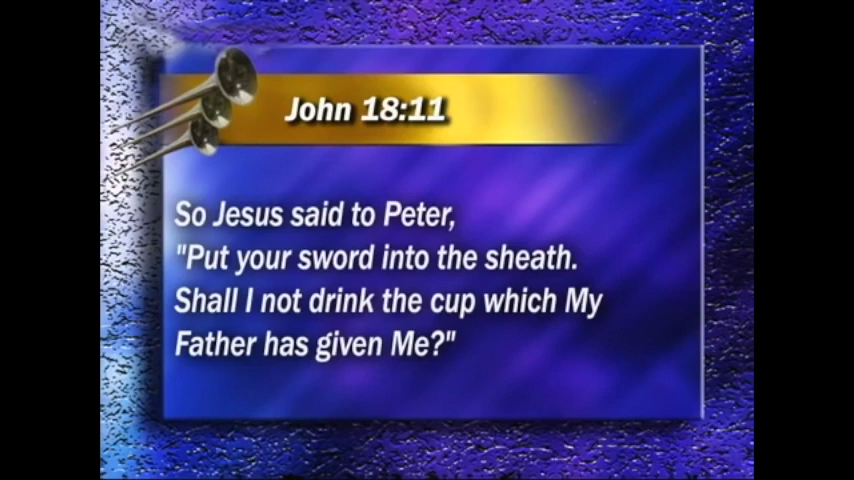 John 18:11
So Jesus said to Peter,
"Put your sword into the sheath.
Shall I not drink the cup which My
Father has given Me?"